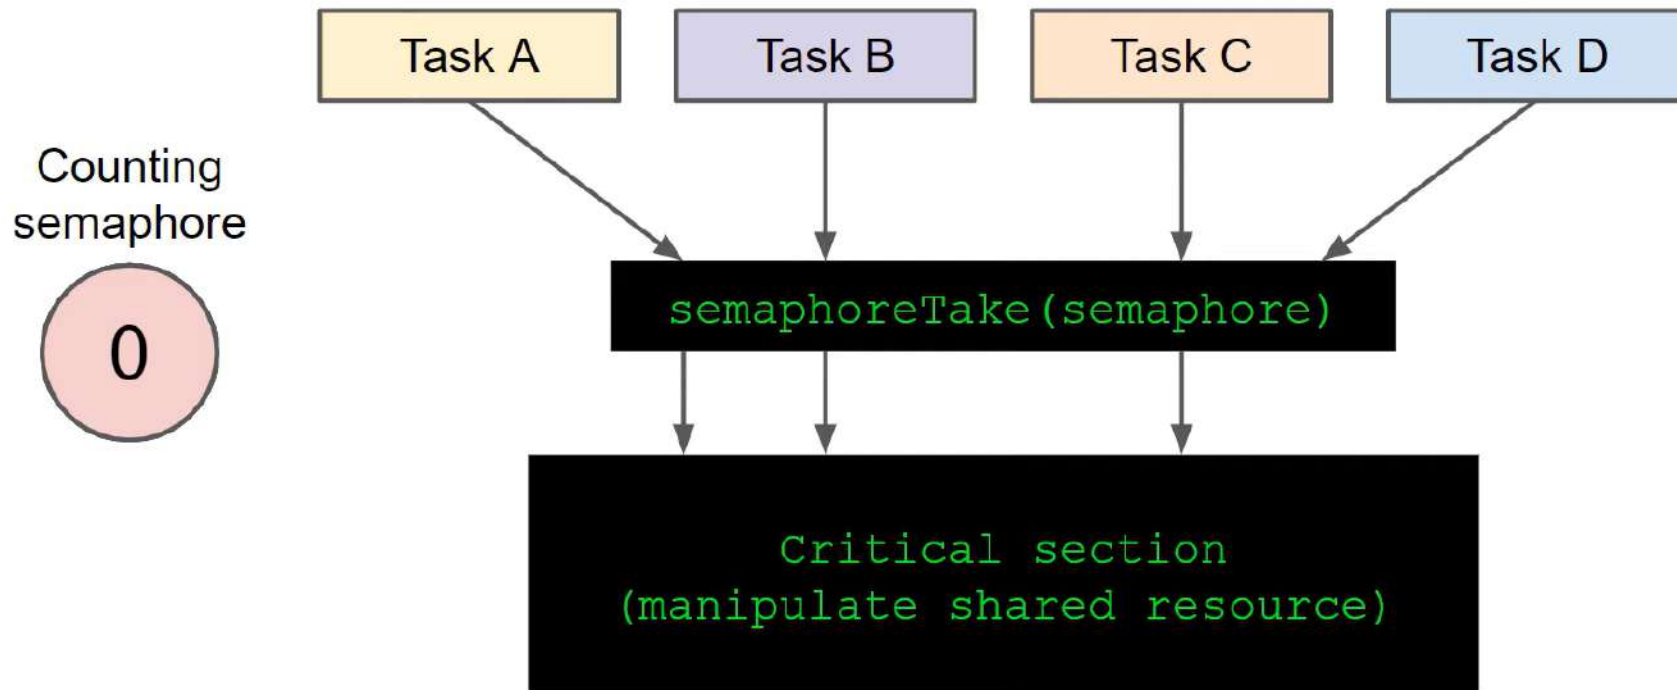 Task A
Task B
Task C
Task D
Counting
semaphore
0
semaphoreTake(semaphore)
Critical section
(manipulate shared resource)